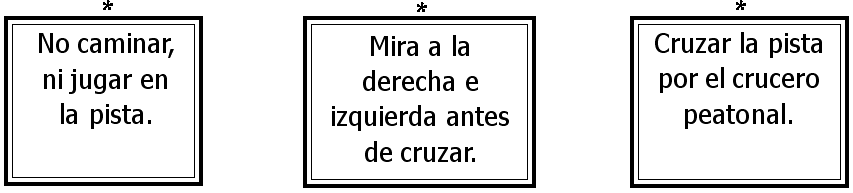 *
No caminar,
ni jugar en
la pista.
*
Mira a la
derecha e
izquierda antes
de cruzar.
*
Cruzar la pista
por el crucero
peatonal.